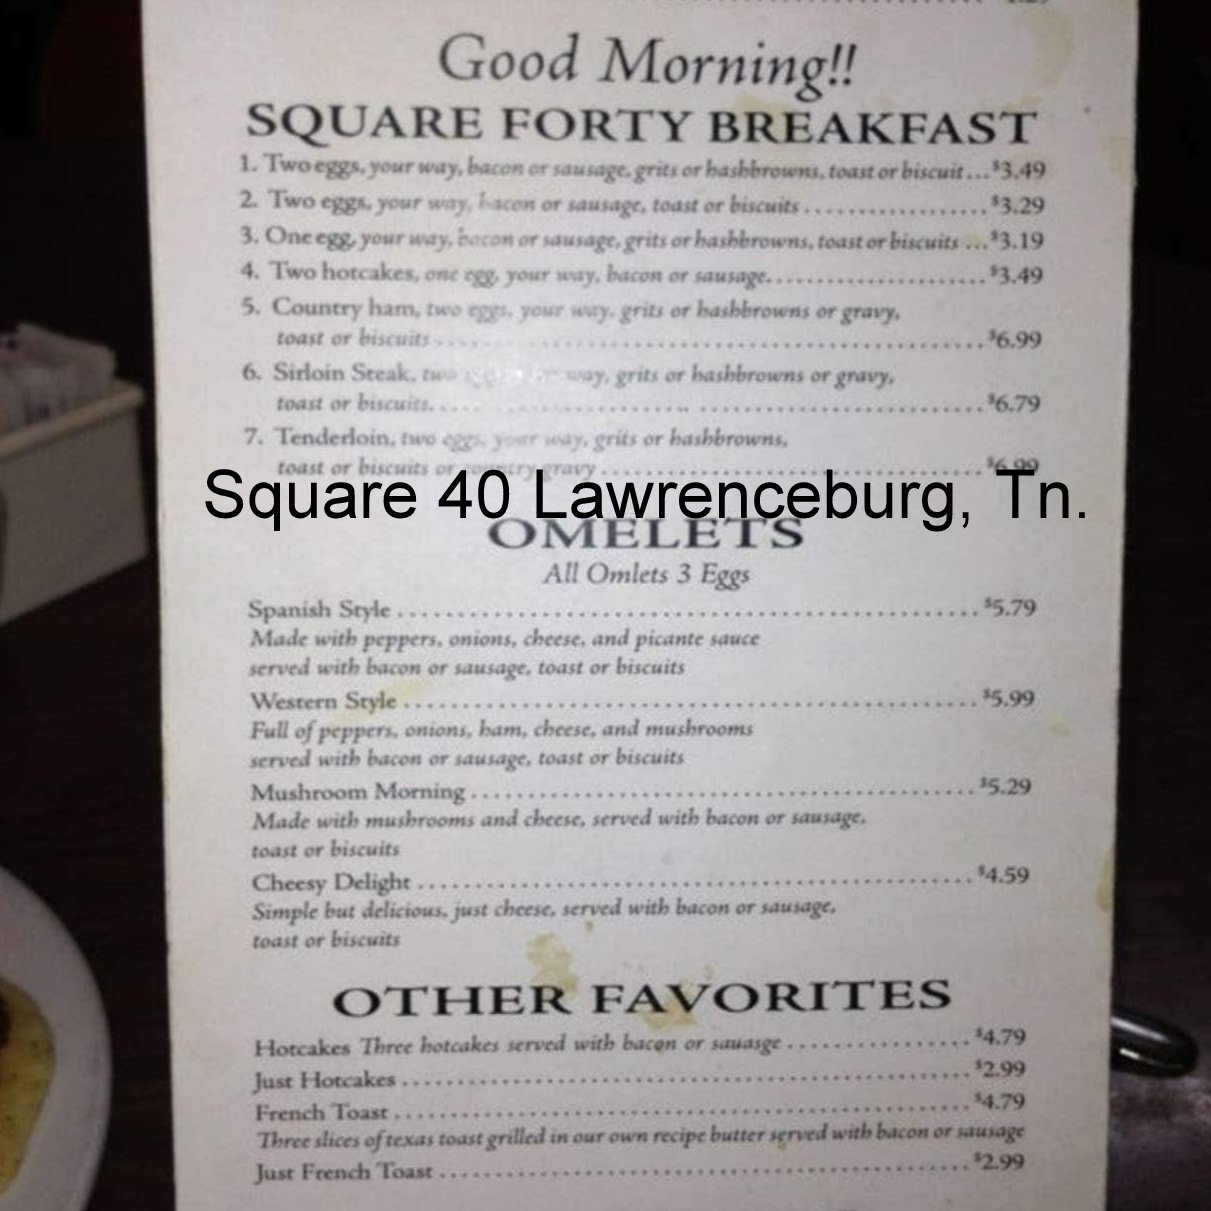 Good Morning!!
SQUARE FORTY BREAKFAST
1. Two eggs, your way, bacon or sausage, grits or hashbrowns, toast or biscuit...$3.49
2. Two eggs, your way, bacon or sausage, toast or biscuits..................$3.29
3. One egg, your way, bacon or sausage, grits or hashbrowns, toast or biscuits...$3.19
4. Two hotcakes, one egg, your way, bacon or sausage......................$3.49
5. Country ham, two eggs, your way, grits or hashbrowns or gravy,
toast or biscuits..................................................$6.99
6. Sirloin Steak, two way, grits or hashbrowns or gravy,
toast or biscuits..................................................$6.79
7. Tenderloin, two eggs, your way, grits or hashbrowns,
toast or biscuits or country gravy..................................$6.99
Square 40 Lawrenceburg, Tn.
OMELETS
All Omlets 3 Eggs
Spanish Style..................................................$5.79
Made with peppers, onions, cheese, and picante sauce
served with bacon or sausage, toast or biscuits
Western Style..................................................$5.99
Full of peppers, onions, ham, cheese, and mushrooms
served with bacon or sausage, toast or biscuits
Mushroom Morning...........................................$5.29
Made with mushrooms and cheese, served with bacon or sausage,
toast or biscuits
Cheesy Delight................................................$4.59
Simple but delicious, just cheese, served with bacon or sausage,
toast or biscuits
OTHER FAVORITES
Hotcakes Three hotcakes served with bacon or sauasge................$4.79
Just Hotcakes.................................................$2.99
French Toast..................................................$4.79
Three slices of texas toast grilled in our own recipe butter served with bacon or sausage
Just French Toast.............................................$2.99